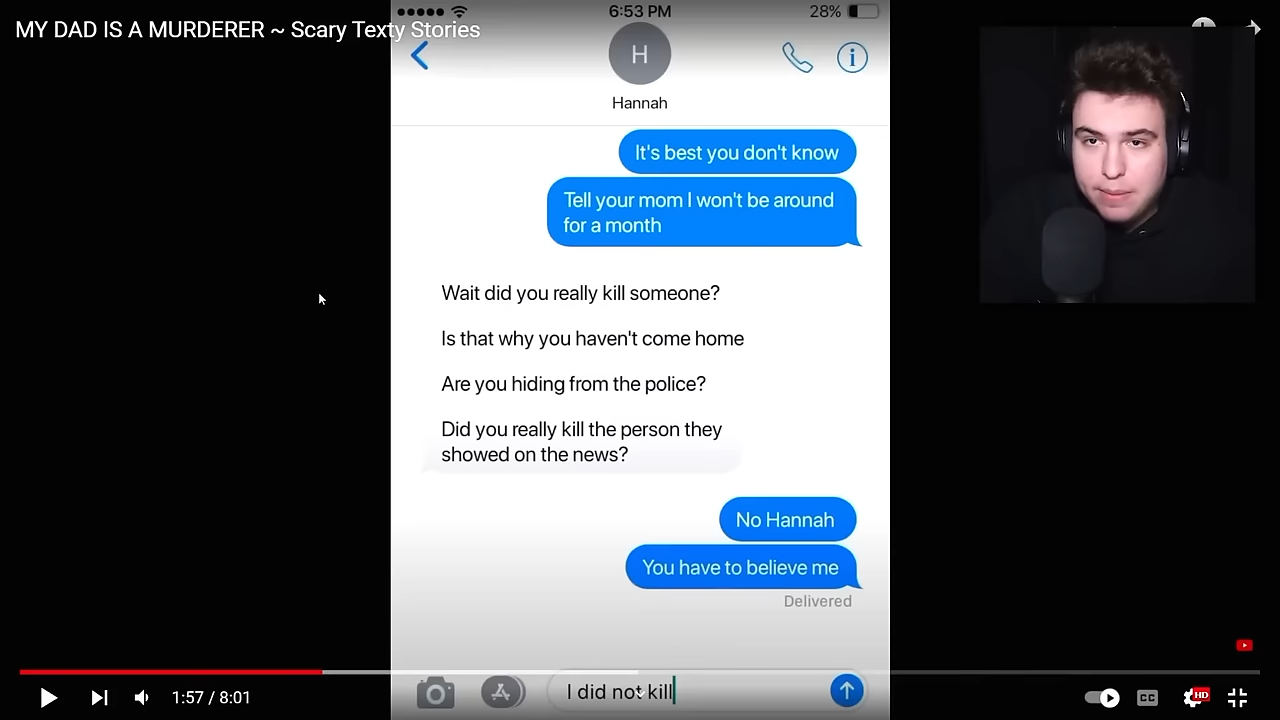 6:53 PM
28%
MY DAD IS A MURDERER ~ Scary Texty Stories
H
Hannah
It's best you don't know
Tell your mom I won't be around
for a month
Wait did you really kill someone?
Is that why you haven't come home
Are you hiding from the police?
Did you really kill the person they
showed on the news?
No Hannah
You have to believe me
Delivered
I did not kill
1:57 / 8:01
CC
HD